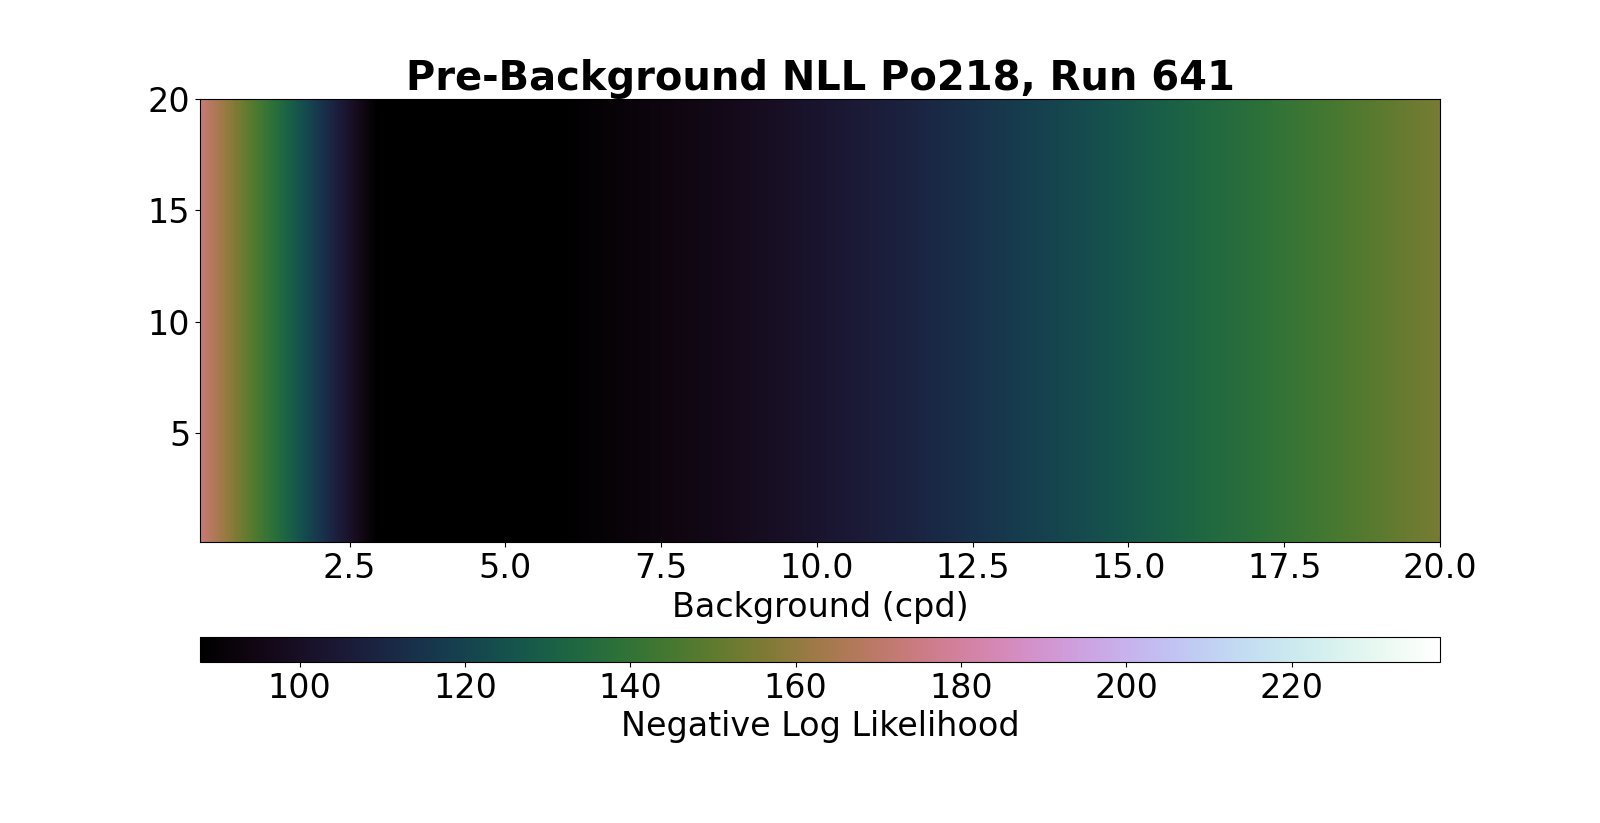 Pre-Background NLL Po218, Run 641
20
15
10
5
2.5 5.0 7.5 10.0 12.5 15.0 17.5 20.0
Background (cpd)
100 120 140 160 180 200 220
Negative Log Likelihood